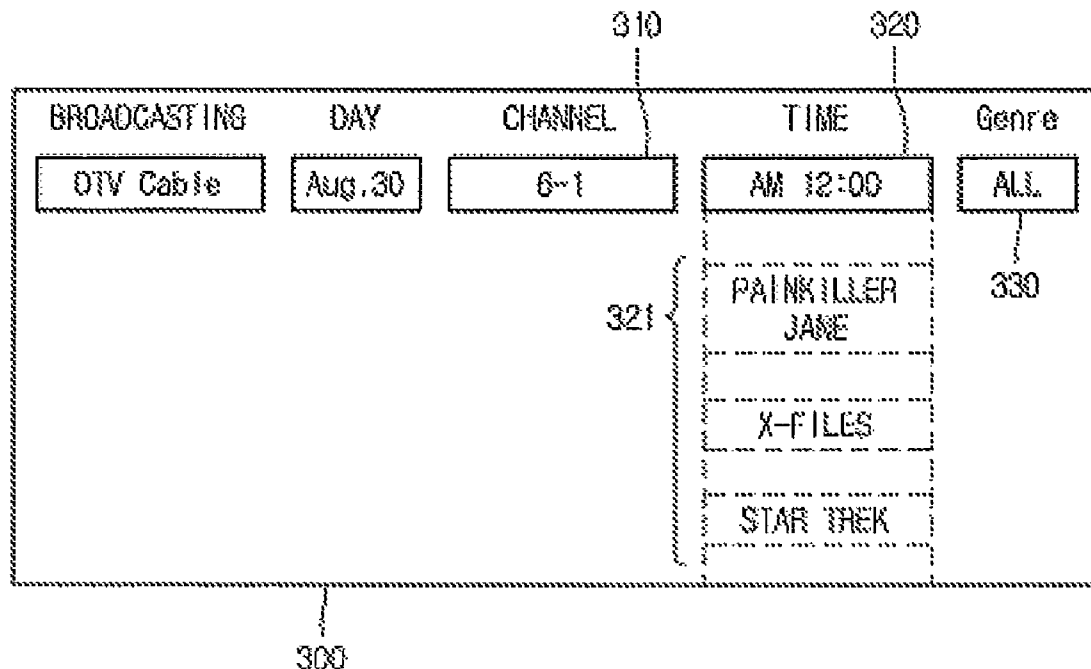 310 320
BROADCASTING DAY CHANNEL TIME Genre
DTV Cable Aug.30 6-1 AM 12:00 ALL
330
321
PAINKILLER
JANE
X-FILES
STAR TREK
300